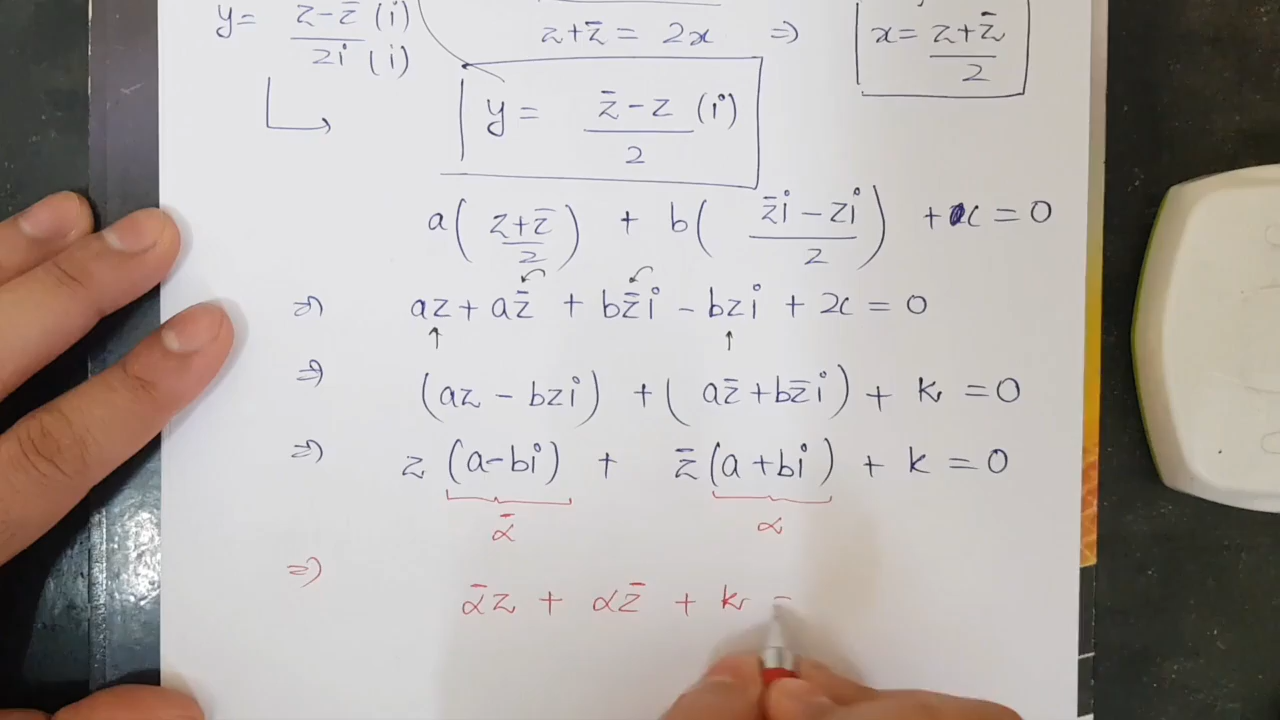 y= z-z̄ (i) / 2i (i)
z+z̄ = 2x ⇒ x= z+z̄ / 2
y= z̄-z (i) / 2
a( z+z̄ / 2 ) + b( z̄i - zi / 2 ) + c = 0
⇒ az + az̄ + bz̄i - bzi + 2c = 0
⇒ (az - bzi) + ( az̄ + bz̄i) + k = 0
⇒ z (a-bi) + z̄ (a+bi) + k = 0
ᾱ α
⇒ ᾱz + αz̄ + k =